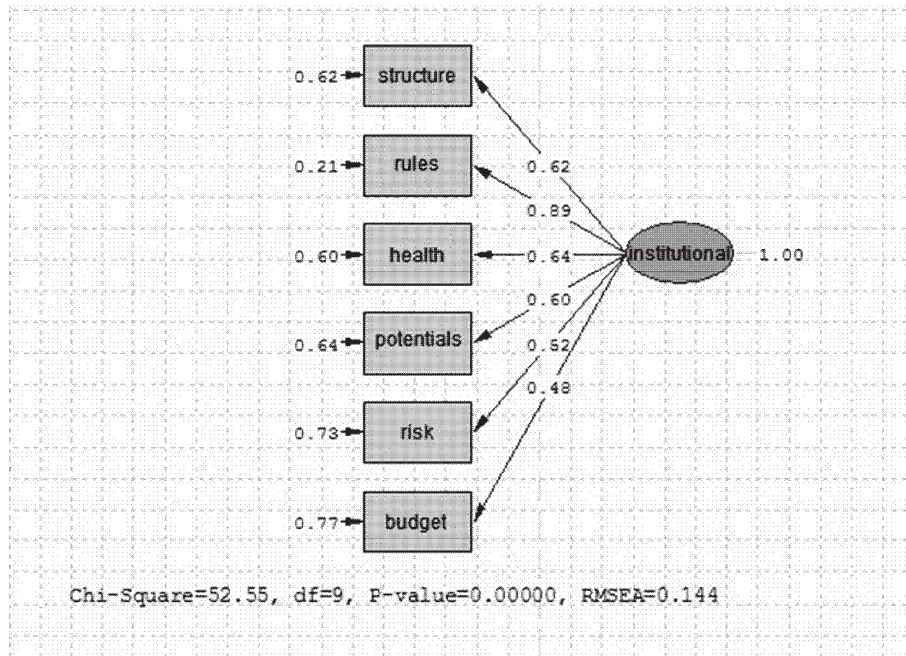 0.62 structure
0.62
0.21 rules
0.89
0.60 health 0.64 institutional 1.00
0.60
0.64 potentials 0.52
0.48
0.73 risk
0.77 budget
Chi-Square=52.55, df=9, P-value=0.00000, RMSEA=0.144